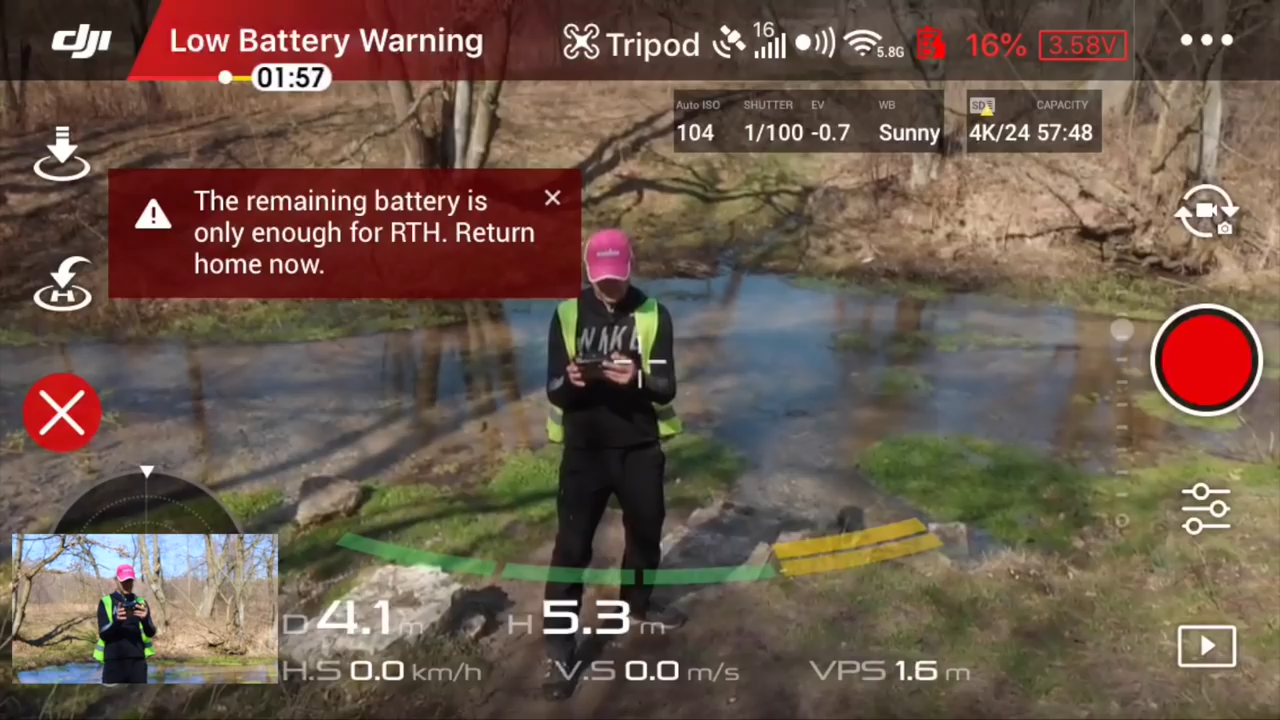 dji Low Battery Warning Tripod 16 5.8G 16% 3.58V
01:57
Auto ISO SHUTTER EV WB SD CAPACITY
104 1/100 -0.7 Sunny 4K/24 57:48
The remaining battery is
only enough for RTH. Return
home now.
H
NAKE
D 4.1 m H 5.3 m
H.S 0.0 km/h V.S 0.0 m/s VPS 1.6 m